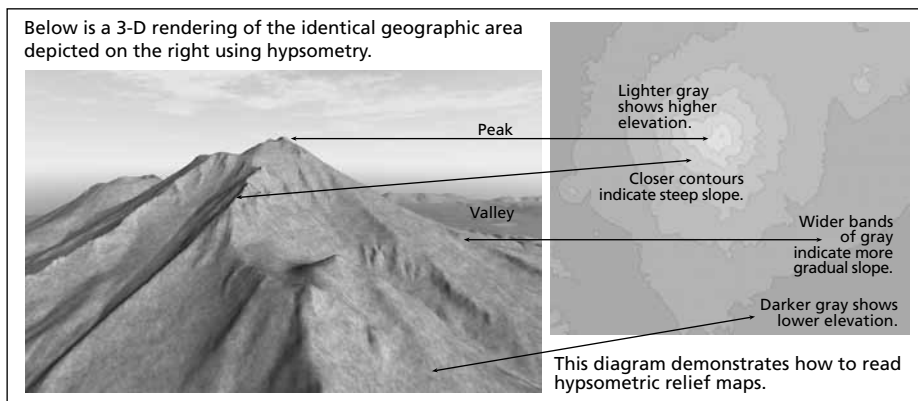 Below is a 3-D rendering of the identical geographic area
depicted on the right using hypsometry.
Lighter gray
shows higher
elevation.
Peak
Closer contours
indicate steep slope.
Valley
Wider bands
of gray
indicate more
gradual slope.
Darker gray shows
lower elevation.
This diagram demonstrates how to read
hypsometric relief maps.